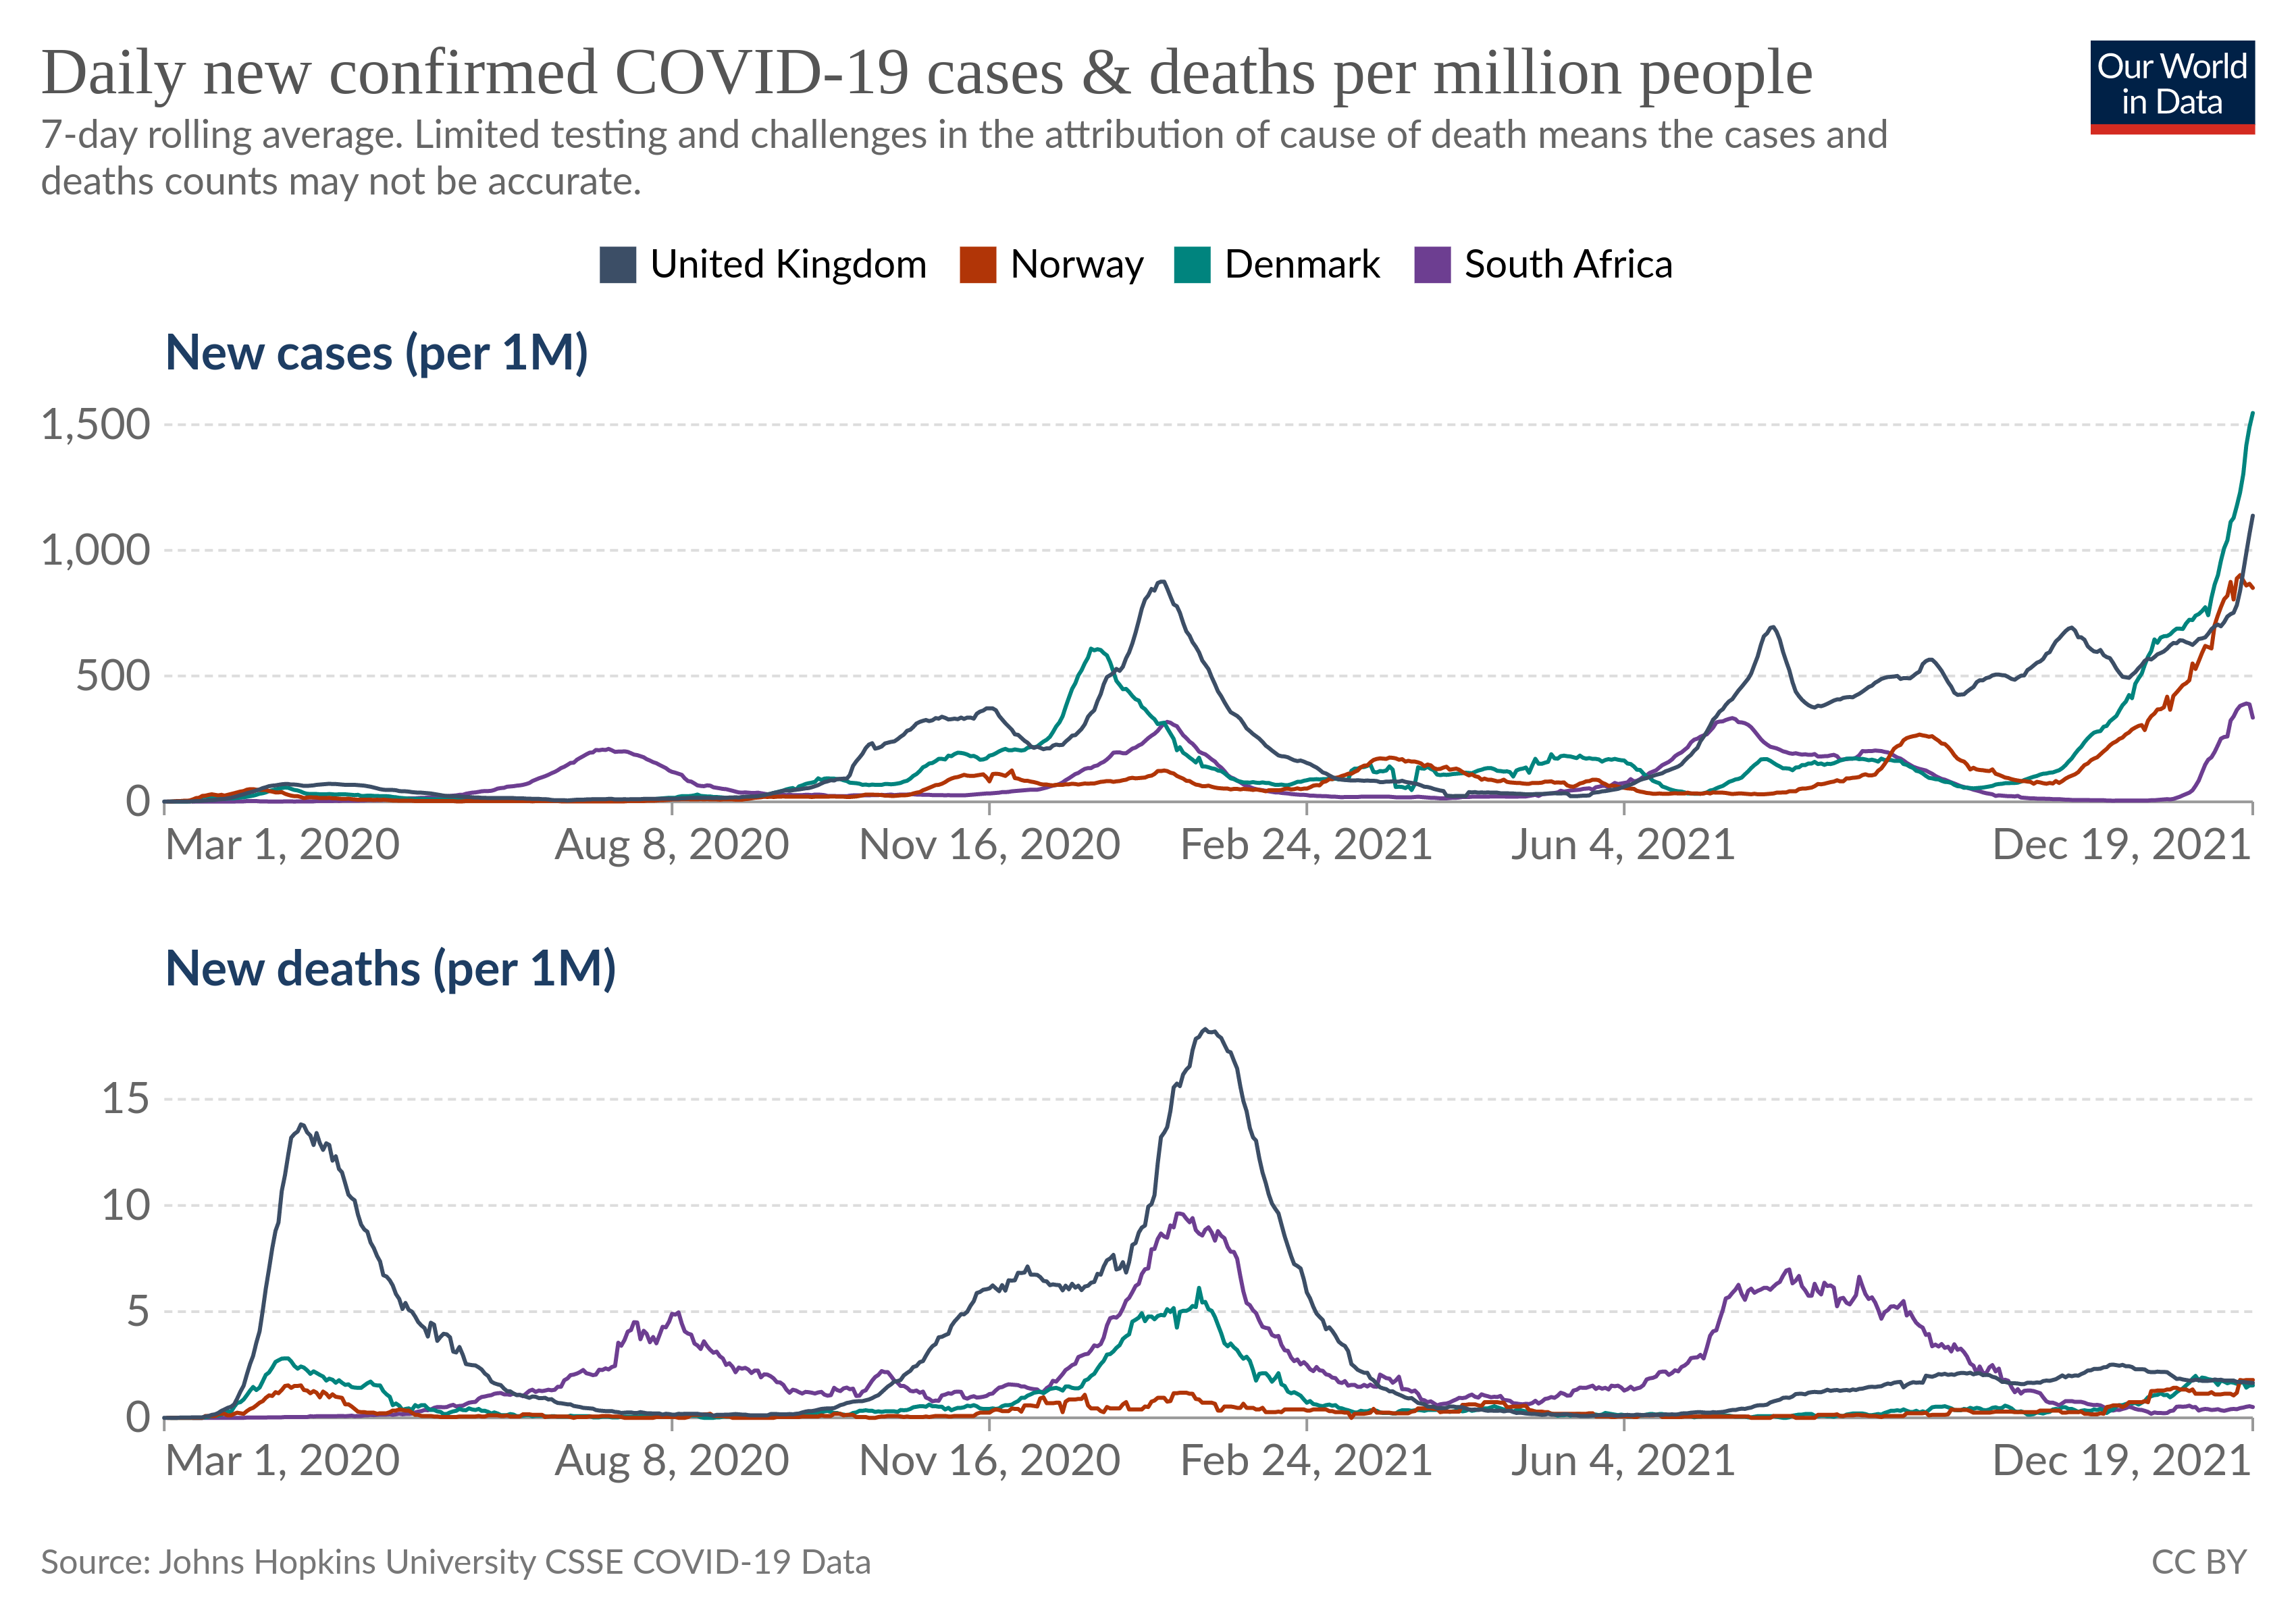 Daily new confirmed COVID-19 cases & deaths per million people
Our World
in Data
7-day rolling average. Limited testing and challenges in the attribution of cause of death means the cases and
deaths counts may not be accurate.
United Kingdom Norway Denmark South Africa
New cases (per 1M)
1,500
1,000
500
0
Mar 1, 2020 Aug 8, 2020 Nov 16, 2020 Feb 24, 2021 Jun 4, 2021 Dec 19, 2021
New deaths (per 1M)
15
10
5
0
Mar 1, 2020 Aug 8, 2020 Nov 16, 2020 Feb 24, 2021 Jun 4, 2021 Dec 19, 2021
Source: Johns Hopkins University CSSE COVID-19 Data CC BY